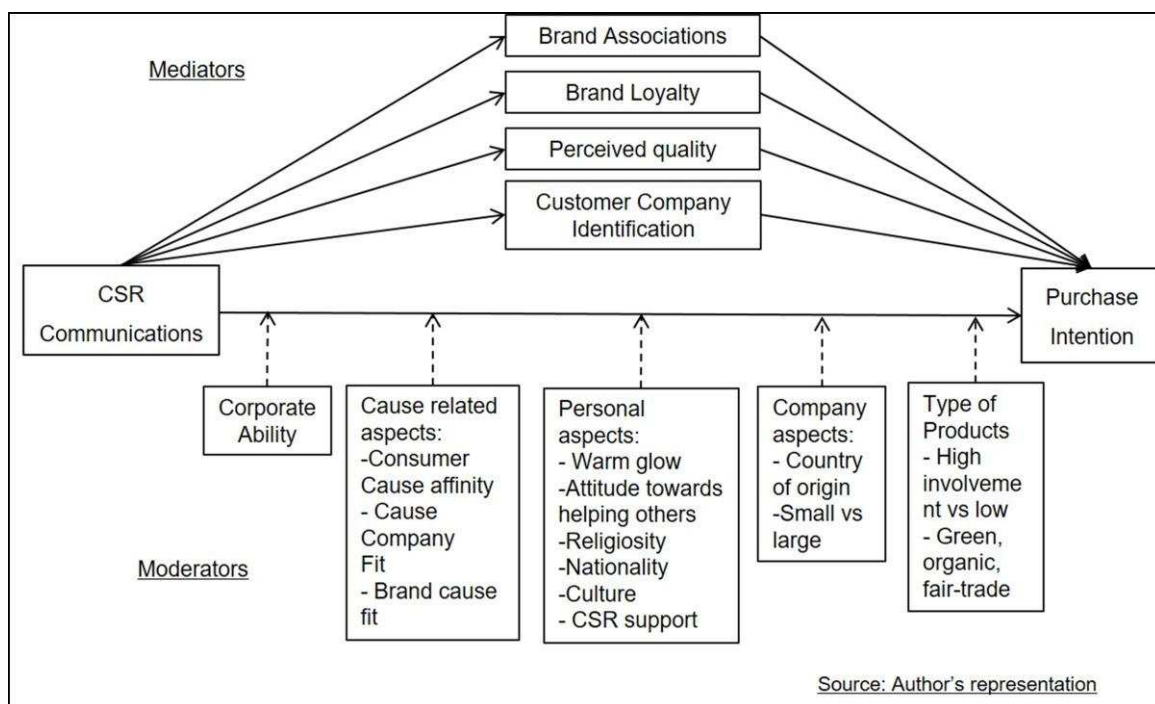 Brand Associations
Mediators
Brand Loyalty
Perceived quality
Customer Company
Identification
CSR
Communications
Purchase
Intention
Corporate
Ability
Cause related
aspects:
-Consumer
Cause affinity
- Cause
Company
Fit
- Brand cause
fit
Personal
aspects:
- Warm glow
-Attitude towards
helping others
-Religiosity
-Nationality
-Culture
- CSR support
Company
aspects:
- Country
of origin
-Small vs
large
Type of
Products
- High
involveme
nt vs low
- Green,
organic,
fair-trade
Moderators
Source: Author's representation